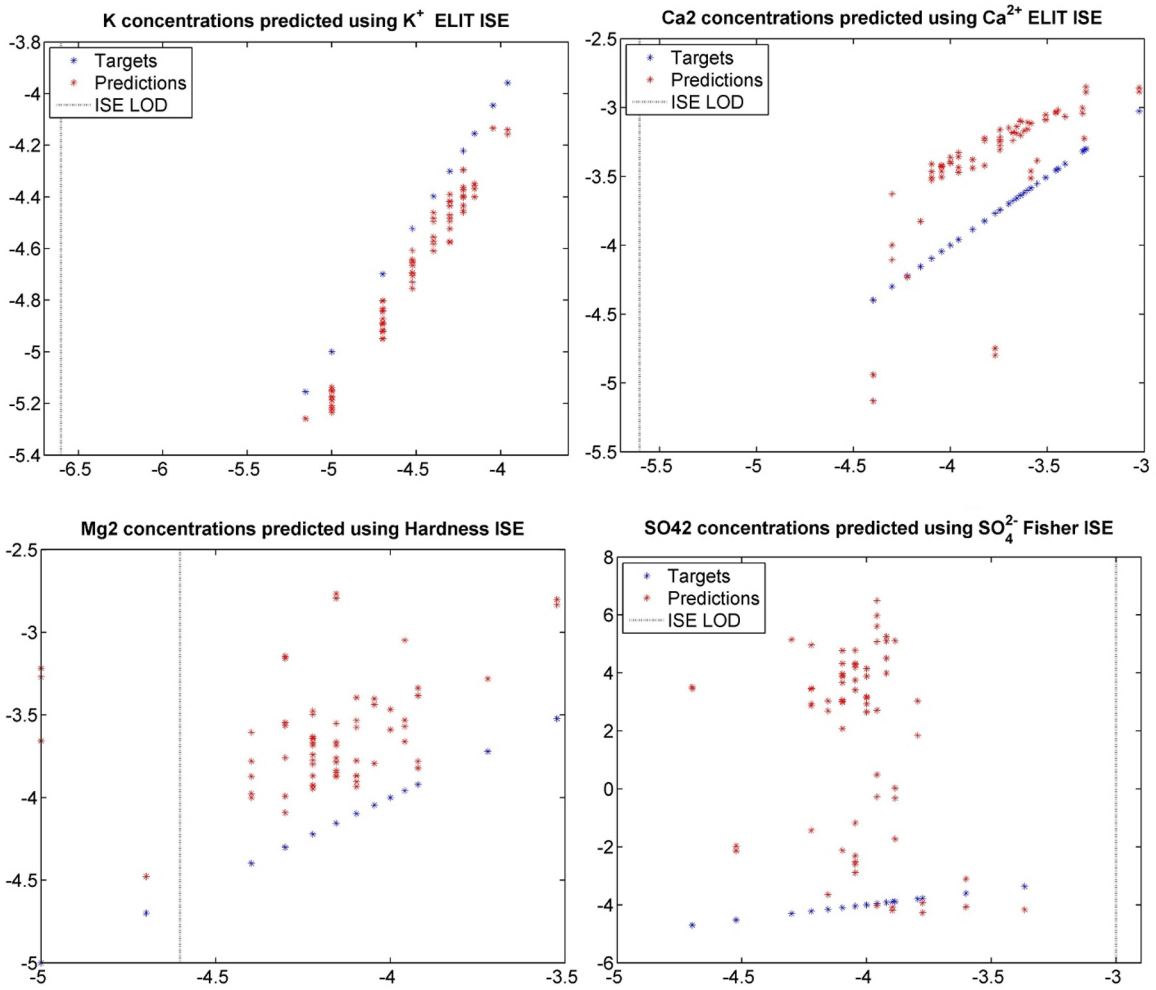 K concentrations predicted using K+ ELIT ISE
-3.8
-4
-4.2
-4.4
-4.6
-4.8
-5
-5.2
-5.4
Targets
Predictions
ISE LOD
-6.5 -6 -5.5 -5 -4.5 -4
Ca2 concentrations predicted using Ca2+ ELIT ISE
-2.5
-3
-3.5
-4
-4.5
-5
-5.5
Targets
Predictions
ISE LOD
-5.5 -5 -4.5 -4 -3.5 -3
Mg2 concentrations predicted using Hardness ISE
-2.5
-3
-3.5
-4
-4.5
-5
-5 -4.5 -4 -3.5
SO42 concentrations predicted using SO42- Fisher ISE
8
6
4
2
0
-2
-4
-6
Targets
Predictions
ISE LOD
-5 -4.5 -4 -3.5 -3